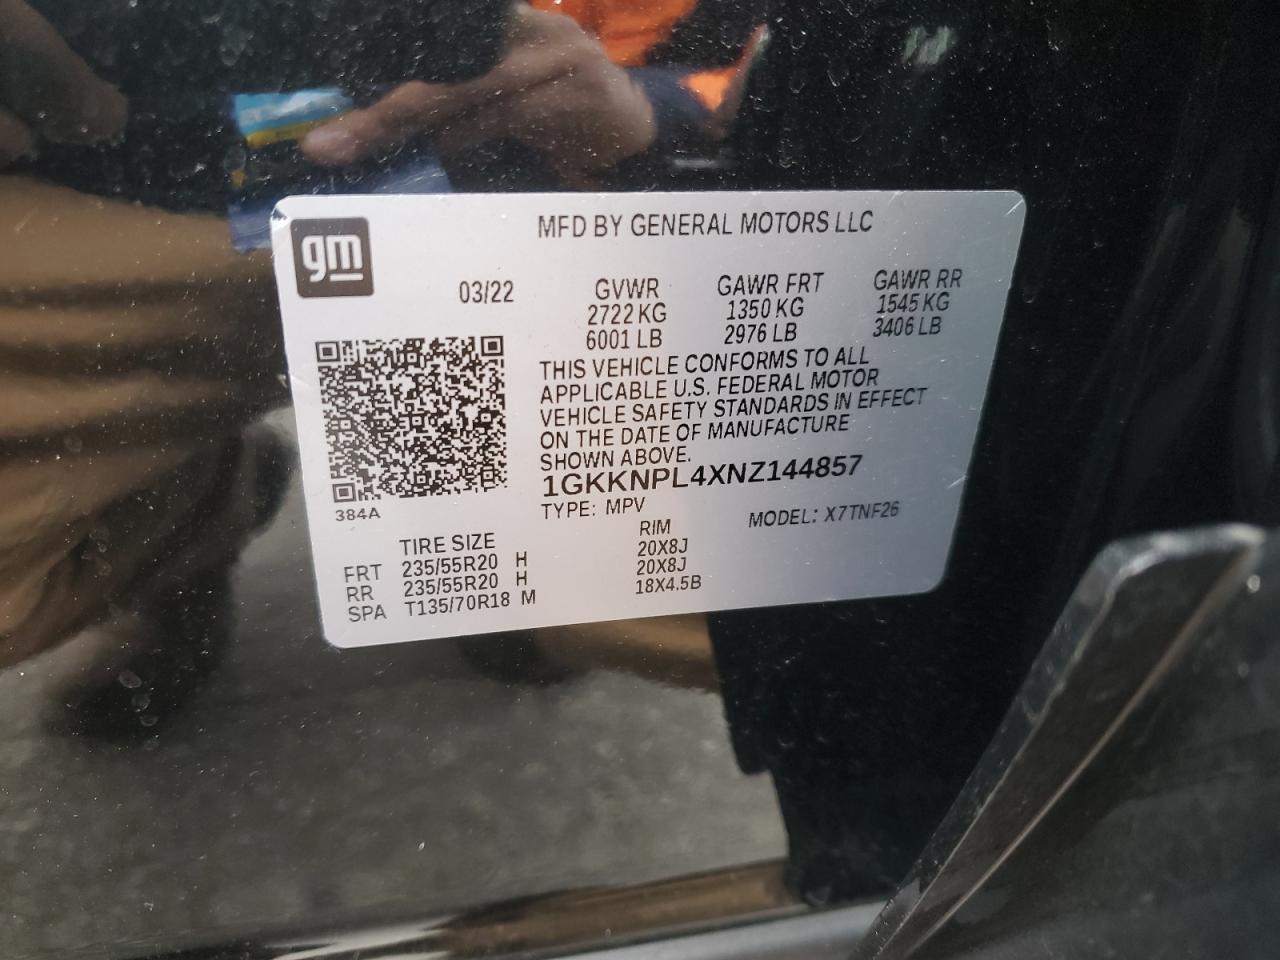 gm
MFD BY GENERAL MOTORS LLC
03/22
GVWR GAWR FRT GAWR RR
2722 KG 1350 KG 1545 KG
6001 LB 2976 LB 3406 LB
THIS VEHICLE CONFORMS TO ALL
APPLICABLE U.S. FEDERAL MOTOR
VEHICLE SAFETY STANDARDS IN EFFECT
ON THE DATE OF MANUFACTURE
SHOWN ABOVE.
1GKKNPL4XNZ144857
384A
TYPE: MPV MODEL: X7TNF26
TIRE SIZE RIM
FRT 235/55R20 H 20X8J
RR 235/55R20 H 20X8J
SPA T135/70R18 M 18X4.5B